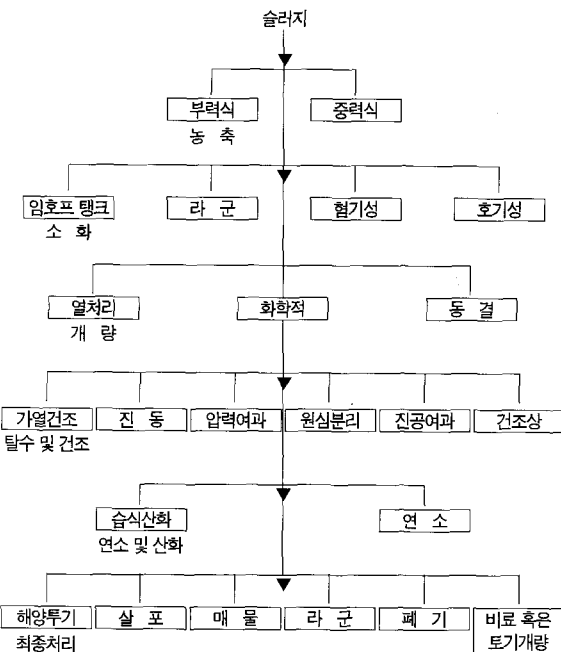 슬러지
부력식 중력식
농 축
임호프 탱크 라 군 혐기성 호기성
소 화
열처리 화학적 동 결
개 량
가열건조 진 동 압력여과 원심분리 진공여과 건조상
탈수 및 건조
습식산화 연 소
연소 및 산화
해양투기 살 포 매 물 라 군 폐 기 비료 혹은
최종처리 토기개량